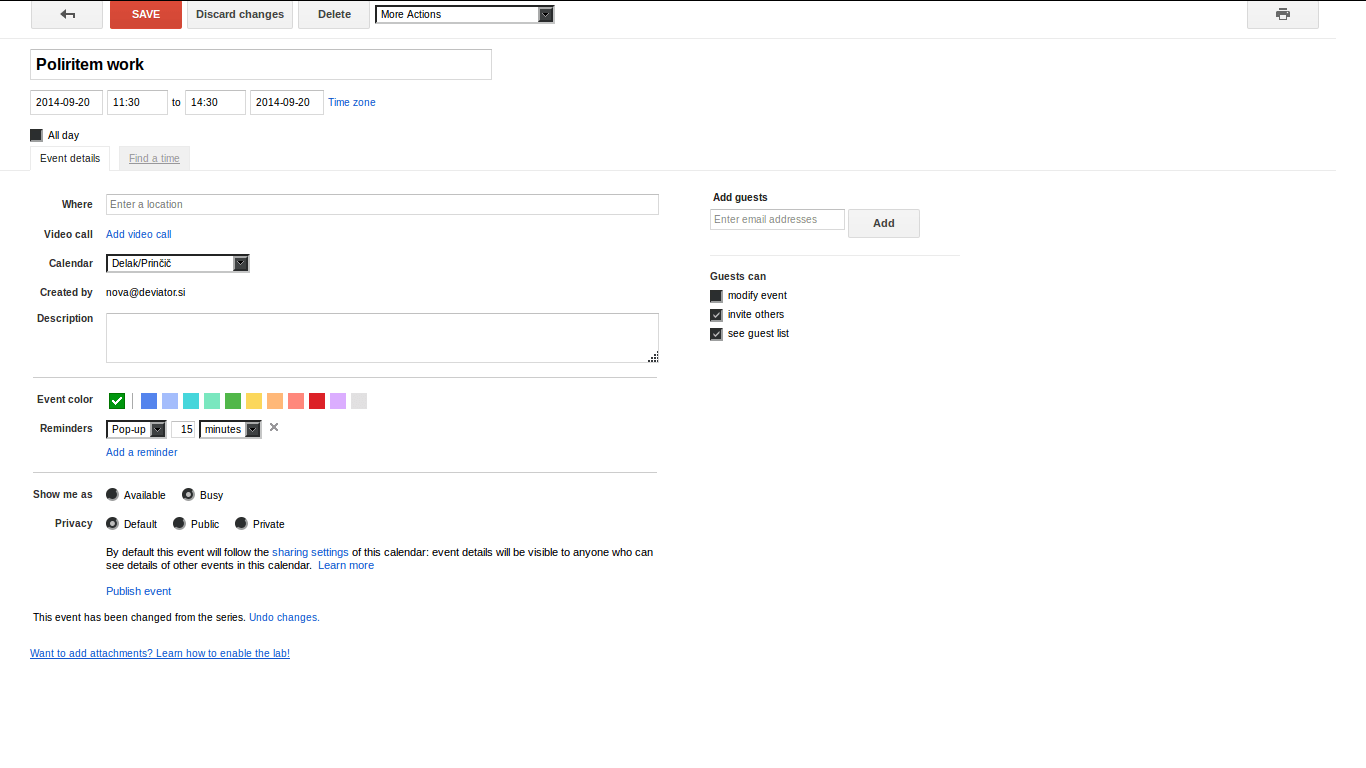 SAVE Discard changes Delete More Actions
Poliritem work
2014-09-20 11:30 to 14:30 2014-09-20 Time zone
All day
Event details Find a time
Where Enter a location
Video call Add video call
Calendar Delak/Prinčič
Created by nova@deviator.si
Description
Event color
Reminders Pop-up 15 minutes
Add a reminder
Show me as Available Busy
Privacy Default Public Private
By default this event will follow the sharing settings of this calendar: event details will be visible to anyone who can
see details of other events in this calendar. Learn more
Publish event
This event has been changed from the series. Undo changes.
Want to add attachments? Learn how to enable the lab!
Add guests
Enter email addresses Add
Guests can
modify event
invite others
see guest list